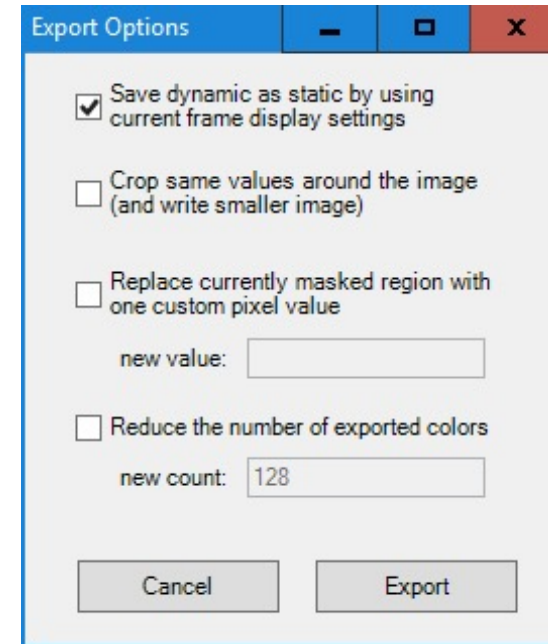 Export Options
Save dynamic as static by using
current frame display settings
Crop same values around the image
(and write smaller image)
Replace currently masked region with
one custom pixel value
new value:
Reduce the number of exported colors
new count: 128
Cancel Export